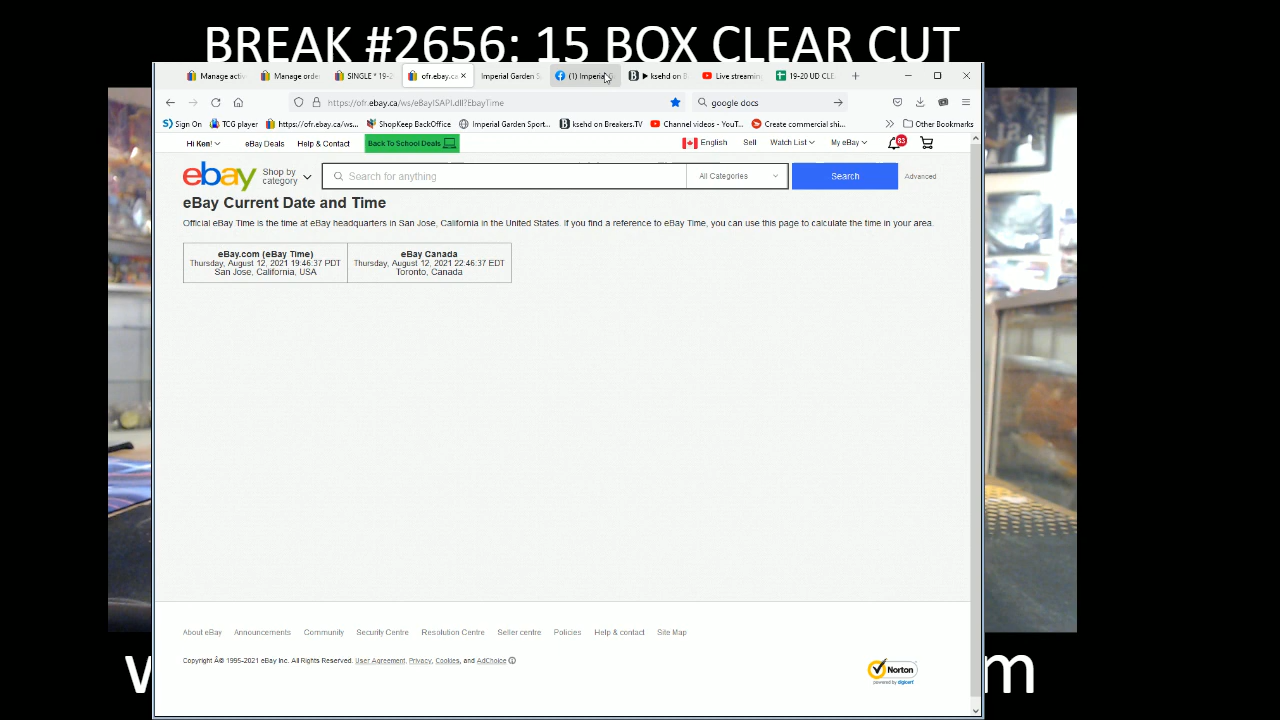 BREAK #2656: 15 BOX CLEAR CUT
Manage activ
Manage order
SINGLE * 19-2
ofr.ebay.ca
Imperial Garden S
(1) Imperial
ksehd on B
Live streamin
19-20 UD CLE
https://ofr.ebay.ca/ws/eBayISAPI.dll?EbayTime
google docs
Sign On
TCG player
https://ofr.ebay.ca/ws...
ShopKeep BackOffice
Imperial Garden Sport...
ksehd on Breakers.TV
Channel videos - YouT...
Create commercial shi...
Other Bookmarks
Hi Ken!
eBay Deals
Help & Contact
Back To School Deals
English
Sell
Watch List
My eBay
83
ebay
Shop by category
Search for anything
All Categories
Search
Advanced
eBay Current Date and Time
Official eBay Time is the time at eBay headquarters in San Jose, California in the United States. If you find a reference to eBay Time, you can use this page to calculate the time in your area.
eBay.com (eBay Time)
Thursday, August 12, 2021 19:46:37 PDT
San Jose, California, USA
eBay Canada
Thursday, August 12, 2021 22:46:37 EDT
Toronto, Canada
About eBay
Announcements
Community
Security Centre
Resolution Centre
Seller centre
Policies
Help & contact
Site Map
Copyright Â© 1995-2021 eBay Inc. All Rights Reserved. User Agreement, Privacy, Cookies, and AdChoice
Norton
powered by digicert
w
m